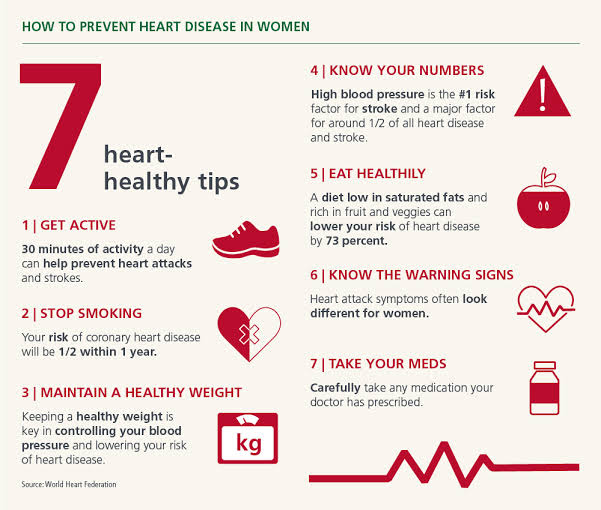 HOW TO PREVENT HEART DISEASE IN WOMEN
7
heart-
healthy tips
1 | GET ACTIVE
30 minutes of activity a day
can help prevent heart attacks
and strokes.
2 | STOP SMOKING
Your risk of coronary heart disease
will be 1/2 within 1 year.
3 | MAINTAIN A HEALTHY WEIGHT
Keeping a healthy weight is
key in controlling your blood
pressure and lowering your risk
of heart disease.
kg
Source: World Heart Federation
4 | KNOW YOUR NUMBERS
High blood pressure is the #1 risk
factor for stroke and a major factor
for around 1/2 of all heart disease
and stroke.
!
5 | EAT HEALTHILY
A diet low in saturated fats and
rich in fruit and veggies can
lower your risk of heart disease
by 73 percent.
6 | KNOW THE WARNING SIGNS
Heart attack symptoms often look
different for women.
7 | TAKE YOUR MEDS
Carefully take any medication your
doctor has prescribed.